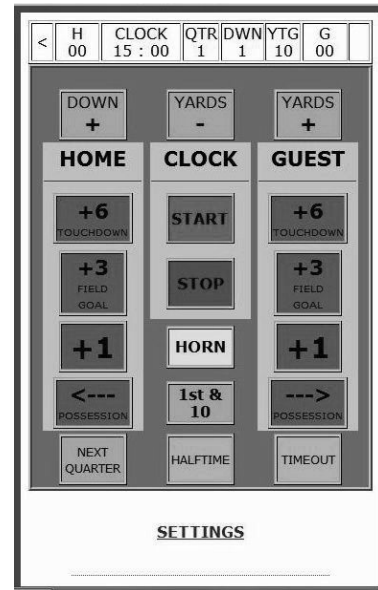 H CLOCK QTR DWN YTG G
< 00 15 : 00 1 1 10 00
DOWN YARDS YARDS
+ - +
HOME CLOCK GUEST
+6 START +6
TOUCHDOWN TOUCHDOWN
+3 STOP +3
FIELD FIELD
GOAL GOAL
+1 HORN +1
<--- 1st & --->
POSSESSION 10 POSSESSION
NEXT HALFTIME TIMEOUT
QUARTER
SETTINGS